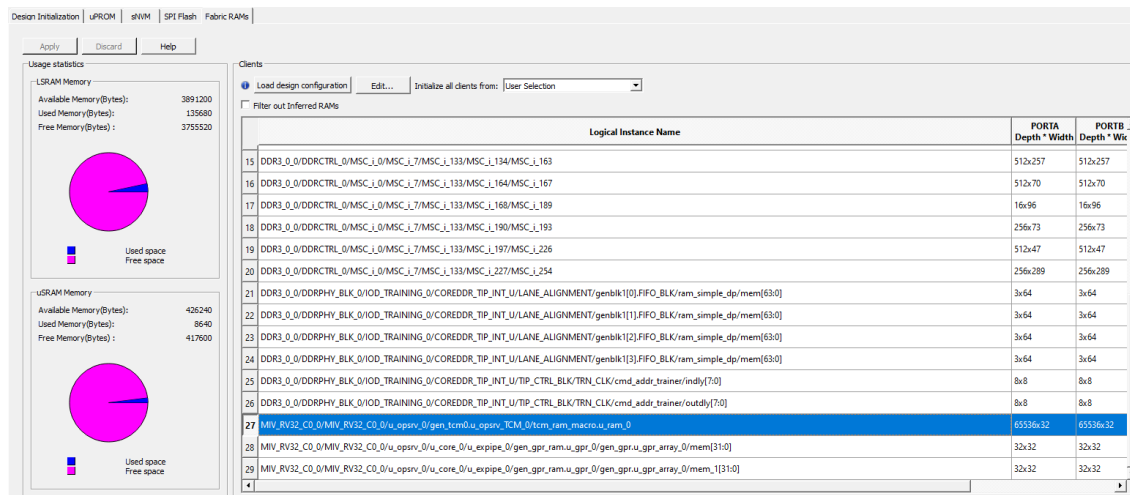 Design Initialization uPROM sNVM SPI Flash Fabric RAMs
Apply Discard Help
Usage statistics
LSRAM Memory
Available Memory(Bytes): 3891200
Used Memory(Bytes): 135680
Free Memory(Bytes) : 3755520
Used space
Free space
uSRAM Memory
Available Memory(Bytes): 426240
Used Memory(Bytes): 8640
Free Memory(Bytes) : 417600
Used space
Free space
Clients
Load design configuration Edit... Initialize all clients from: User Selection
Filter out Inferred RAMs
Logical Instance Name PORTA Depth * Width PORTB Depth * Wid
15 DDR3_0_0/DDRCTRL_0/MSC_i_0/MSC_i_7/MSC_i_133/MSC_i_134/MSC_i_163 512x257 512x257
16 DDR3_0_0/DDRCTRL_0/MSC_i_0/MSC_i_7/MSC_i_133/MSC_i_164/MSC_i_167 512x70 512x70
17 DDR3_0_0/DDRCTRL_0/MSC_i_0/MSC_i_7/MSC_i_133/MSC_i_168/MSC_i_189 16x96 16x96
18 DDR3_0_0/DDRCTRL_0/MSC_i_0/MSC_i_7/MSC_i_133/MSC_i_190/MSC_i_193 256x73 256x73
19 DDR3_0_0/DDRCTRL_0/MSC_i_0/MSC_i_7/MSC_i_133/MSC_i_197/MSC_i_226 512x47 512x47
20 DDR3_0_0/DDRCTRL_0/MSC_i_0/MSC_i_7/MSC_i_133/MSC_i_227/MSC_i_254 256x289 256x289
21 DDR3_0_0/DDRPHY_BLK_0/IOD_TRAINING_0/COREDDR_TIP_INT_U/LANE_ALIGNMENT/genblk1[0].FIFO_BLK/ram_simple_dp/mem[63:0] 3x64 3x64
22 DDR3_0_0/DDRPHY_BLK_0/IOD_TRAINING_0/COREDDR_TIP_INT_U/LANE_ALIGNMENT/genblk1[1].FIFO_BLK/ram_simple_dp/mem[63:0] 3x64 3x64
23 DDR3_0_0/DDRPHY_BLK_0/IOD_TRAINING_0/COREDDR_TIP_INT_U/LANE_ALIGNMENT/genblk1[2].FIFO_BLK/ram_simple_dp/mem[63:0] 3x64 3x64
24 DDR3_0_0/DDRPHY_BLK_0/IOD_TRAINING_0/COREDDR_TIP_INT_U/LANE_ALIGNMENT/genblk1[3].FIFO_BLK/ram_simple_dp/mem[63:0] 3x64 3x64
25 DDR3_0_0/DDRPHY_BLK_0/IOD_TRAINING_0/COREDDR_TIP_INT_U/TIP_CTRL_BLK/TRN_CLK/cmd_addr_trainer/indly[7:0] 8x8 8x8
26 DDR3_0_0/DDRPHY_BLK_0/IOD_TRAINING_0/COREDDR_TIP_INT_U/TIP_CTRL_BLK/TRN_CLK/cmd_addr_trainer/outdly[7:0] 8x8 8x8
27 MIV_RV32_C0_0/MIV_RV32_C0_0/u_opsrv_0/gen_tcm0.u_opsrv_TCM_0/tcm_ram_macro.u_ram_0 65536x32 65536x32
28 MIV_RV32_C0_0/MIV_RV32_C0_0/u_opsrv_0/u_core_0/u_expipe_0/gen_gpr_ram.u_gpr_0/gen_gpr.u_gpr_array_0/mem[31:0] 32x32 32x32
29 MIV_RV32_C0_0/MIV_RV32_C0_0/u_opsrv_0/u_core_0/u_expipe_0/gen_gpr_ram.u_gpr_0/gen_gpr.u_gpr_array_0/mem_1[31:0] 32x32 32x32